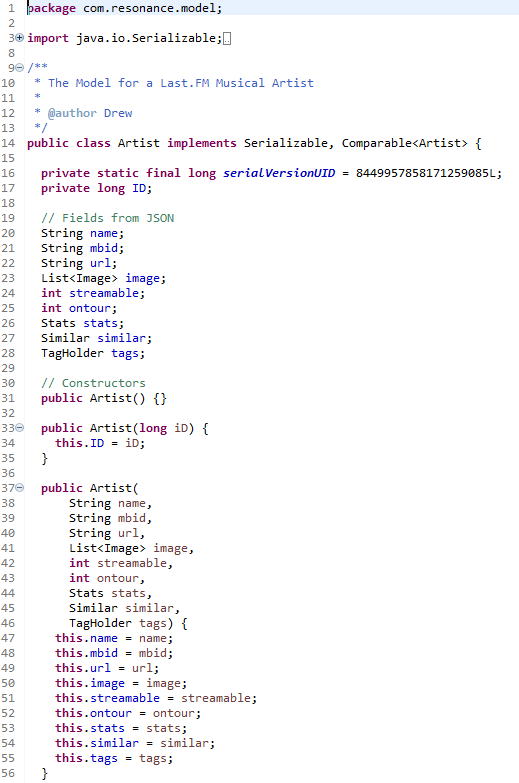 1 package com.resonance.model;
2
3 import java.io.Serializable;
8
9 /**
10 * The Model for a Last.FM Musical Artist
11 *
12 * @author Drew
13 */
14 public class Artist implements Serializable, Comparable<Artist> {
15
16 private static final long serialVersionUID = 8449957858171259085L;
17 private long ID;
18
19 // Fields from JSON
20 String name;
21 String mbid;
22 String url;
23 List<Image> image;
24 int streamable;
25 int ontour;
26 Stats stats;
27 Similar similar;
28 TagHolder tags;
29
30 // Constructors
31 public Artist() {}
32
33 public Artist(long iD) {
34 this.ID = iD;
35 }
36
37 public Artist(
38 String name,
39 String mbid,
40 String url,
41 List<Image> image,
42 int streamable,
43 int ontour,
44 Stats stats,
45 Similar similar,
46 TagHolder tags) {
47 this.name = name;
48 this.mbid = mbid;
49 this.url = url;
50 this.image = image;
51 this.streamable = streamable;
52 this.ontour = ontour;
53 this.stats = stats;
54 this.similar = similar;
55 this.tags = tags;
56 }